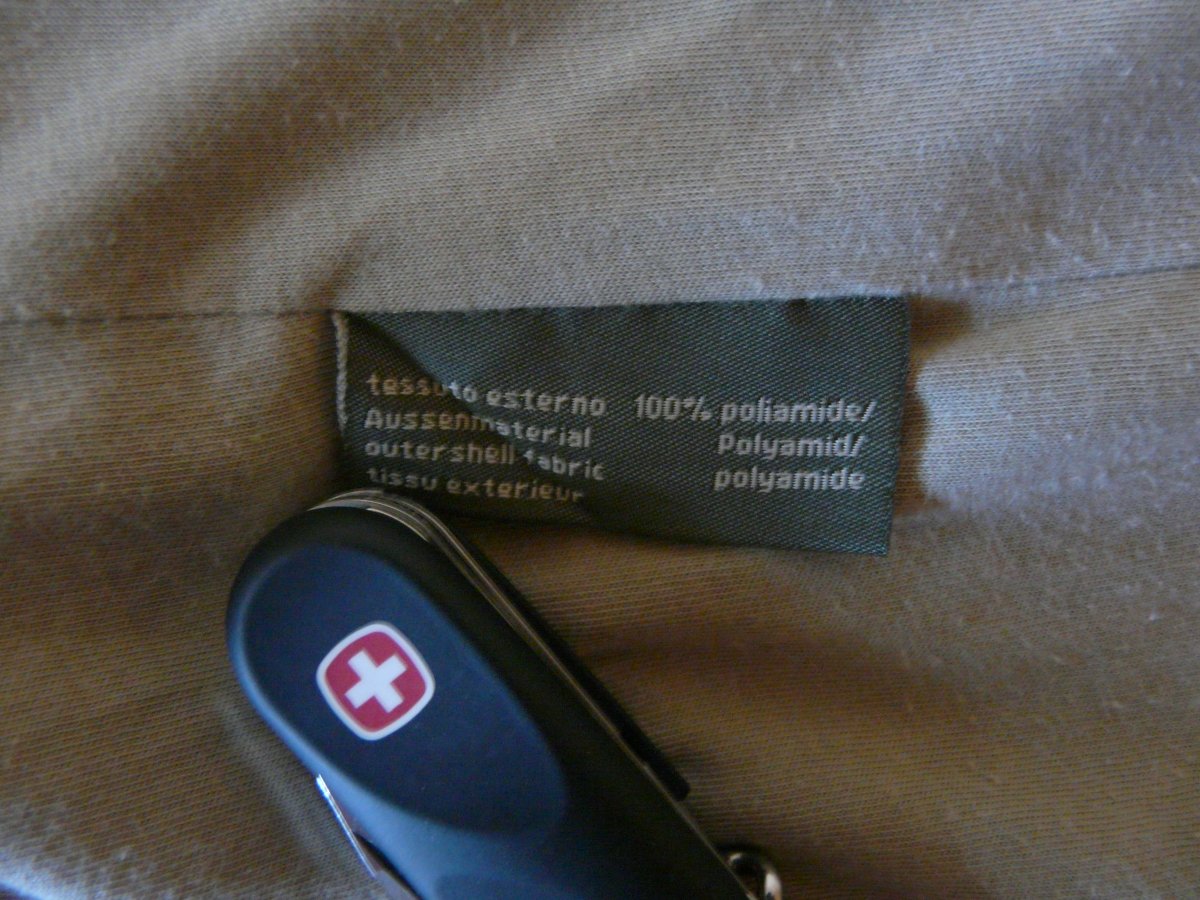 tessuto esterno 100% poliamide/
Aussenmaterial Polyamid/
outershell fabric polyamide
tissu exterieur